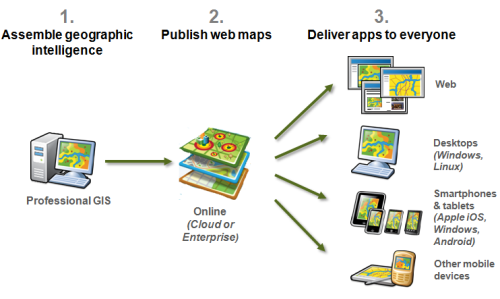 1.
Assemble geographic
intelligence
2.
Publish web maps
3.
Deliver apps to everyone
Professional GIS
Online
(Cloud or
Enterprise)
Web
Desktops
(Windows,
Linux)
Smartphones
& tablets
(Apple iOS,
Windows,
Android)
Other mobile
devices